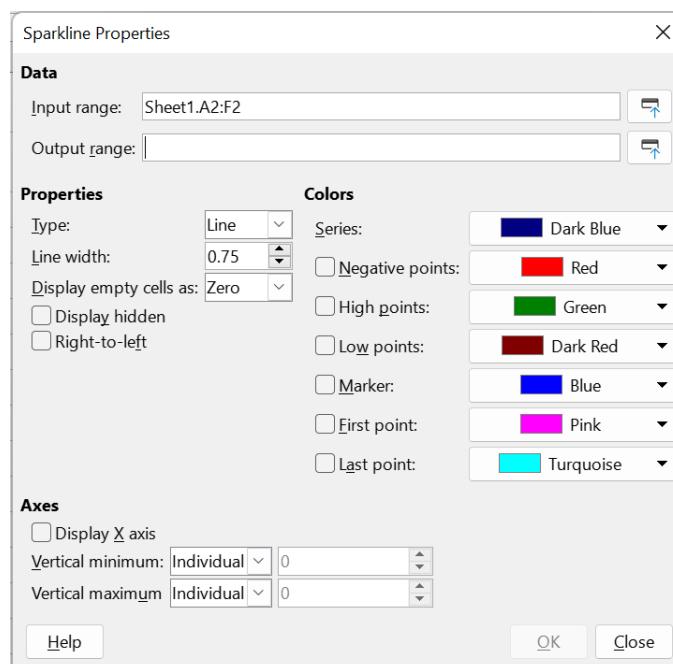 Sparkline Properties
Data
Input range: Sheet1.A2:F2
Output range:
Properties
Type: Line
Line width: 0.75
Display empty cells as: Zero
Display hidden
Right-to-left
Colors
Series: Dark Blue
Negative points: Red
High points: Green
Low points: Dark Red
Marker: Blue
First point: Pink
Last point: Turquoise
Axes
Display X axis
Vertical minimum: Individual 0
Vertical maximum Individual 0
Help OK Close